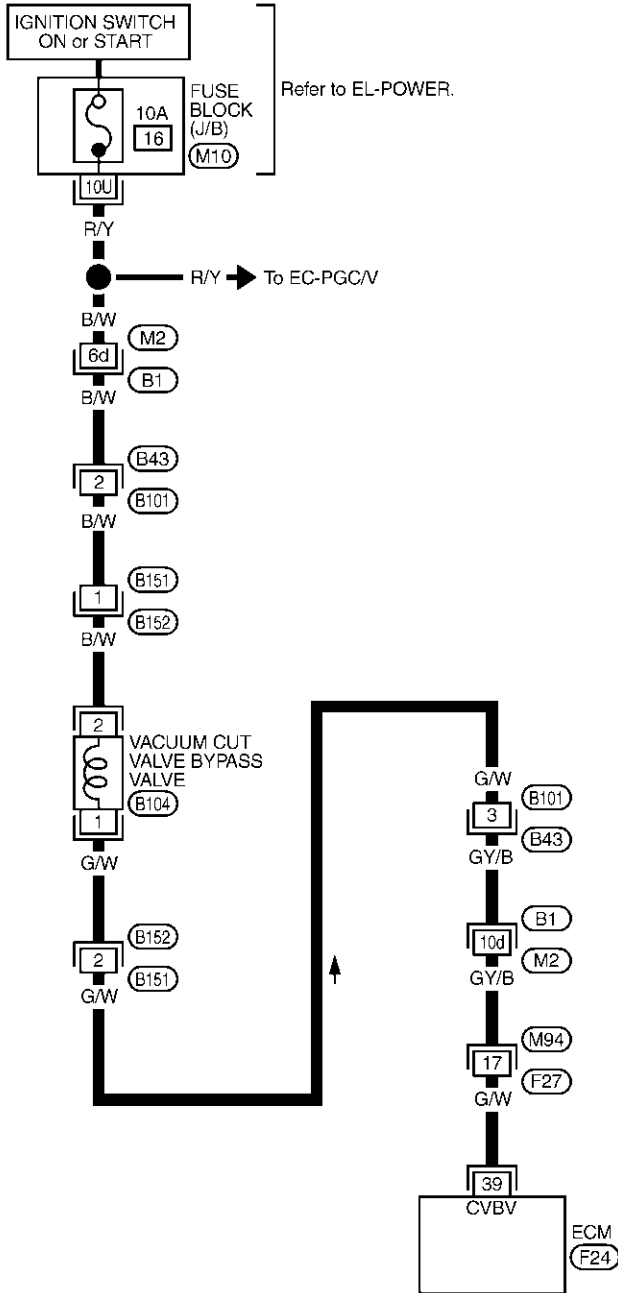 IGNITION SWITCH
ON or START
FUSE
BLOCK
(J/B)
M10
10A
16
Refer to EL-POWER.
10U
R/Y
R/Y To EC-PGC/V
B/W
6d
M2
B1
B/W
2
B43
B101
B/W
1
B151
B152
B/W
2
VACUUM CUT
VALVE BYPASS
VALVE
B104
1
G/W
2
B152
B151
G/W
G/W
3
B101
B43
GY/B
10d
B1
M2
GY/B
17
M94
F27
G/W
39
CVBV
ECM
F24